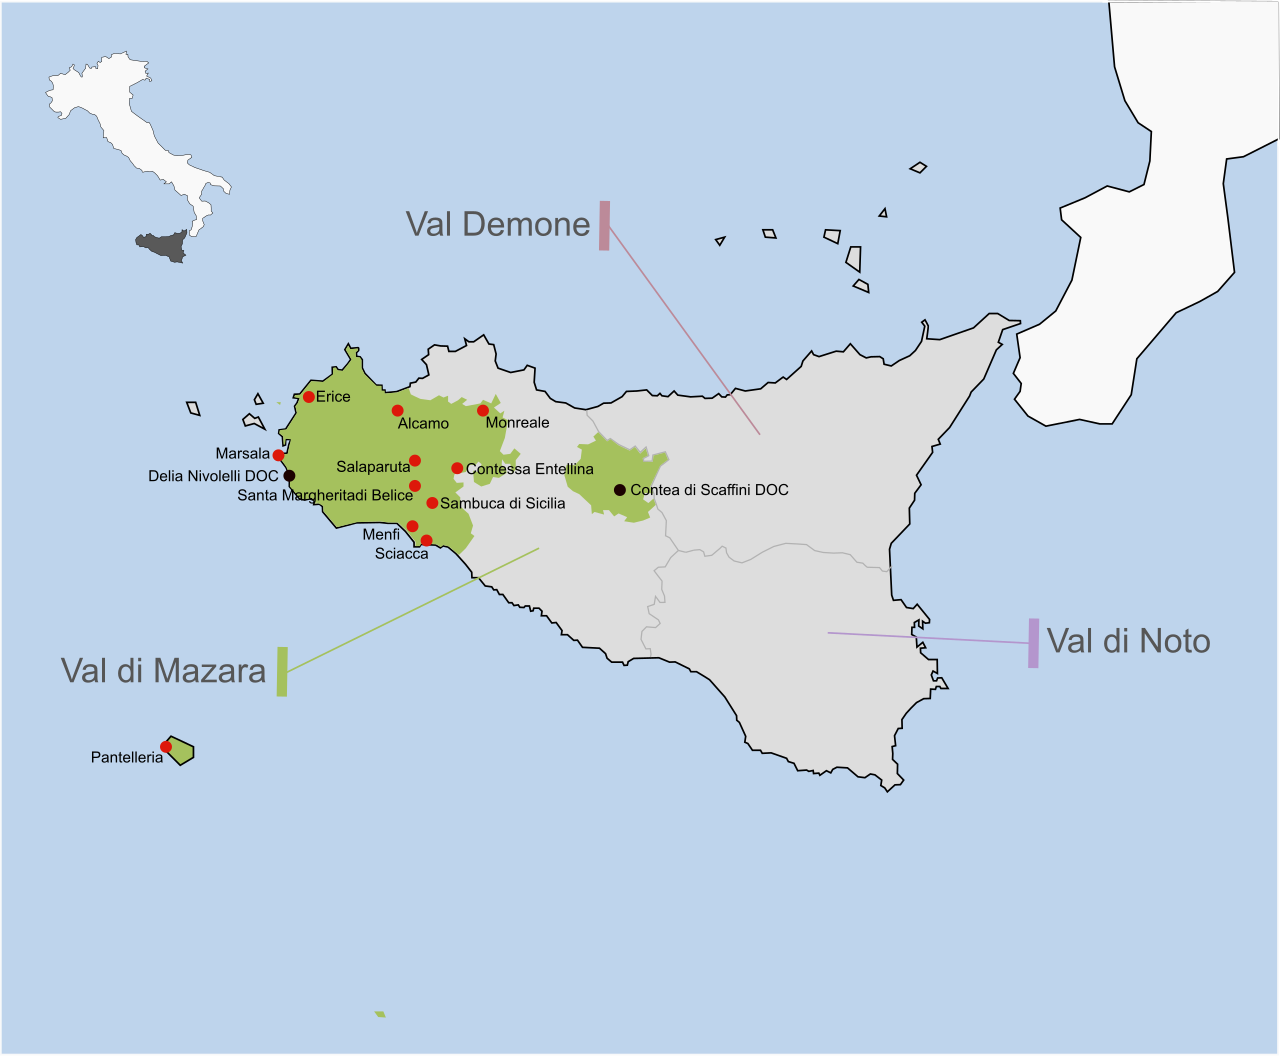 Val Demone
Erice
Alcamo
Monreale
Marsala
Salaparuta
Contessa Entellina
Delia Nivolelli DOC
Contea di Scaffini DOC
Santa Margheritadi Belice
Sambuca di Sicilia
Menfi
Sciacca
Val di Noto
Val di Mazara
Pantelleria